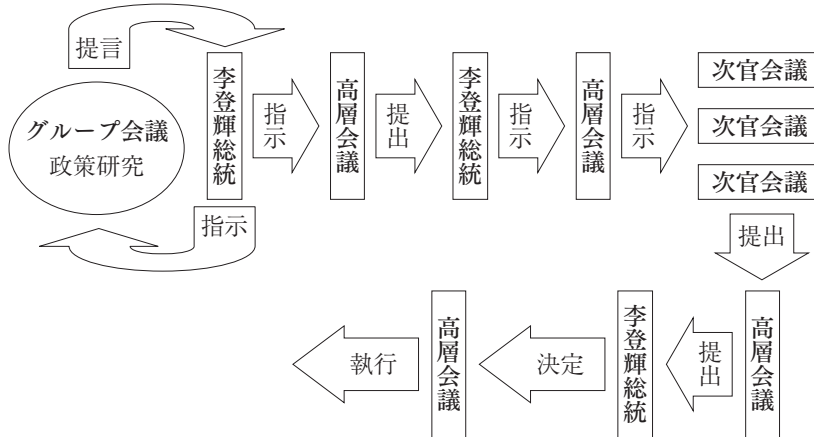 提言
グループ会議
政策研究
指示
李登輝総統
指示
高層会議
提出
李登輝総統
指示
高層会議
指示
次官会議
次官会議
次官会議
提出
高層会議
提出
李登輝総統
決定
高層会議
執行